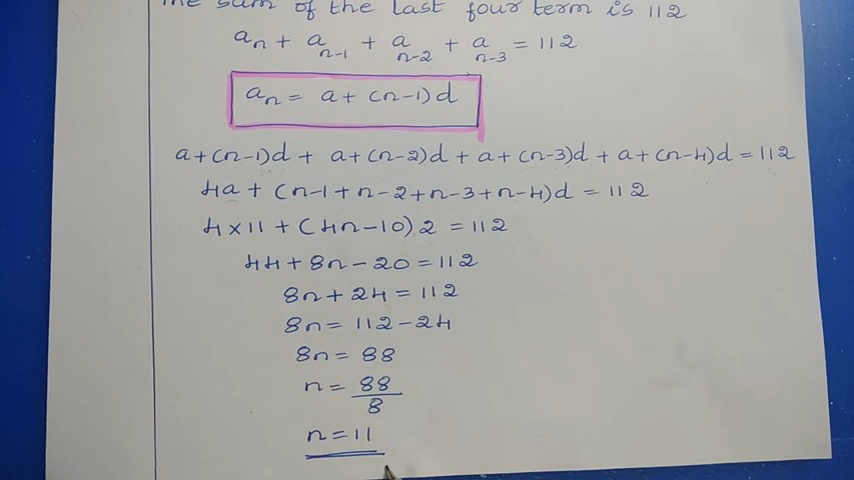 The sum of the last four term is 112
an + an-1 + an-2 + an-3 = 112
an = a + (n-1)d
a+(n-1)d + a+(n-2)d + a+(n-3)d + a+(n-4)d = 112
4a + (n-1+n-2+n-3+n-4)d = 112
4×11 + (4n-10) 2 = 112
44 + 8n - 20 = 112
8n + 24 = 112
8n = 112 - 24
8n = 88
n = 88/8
n = 11